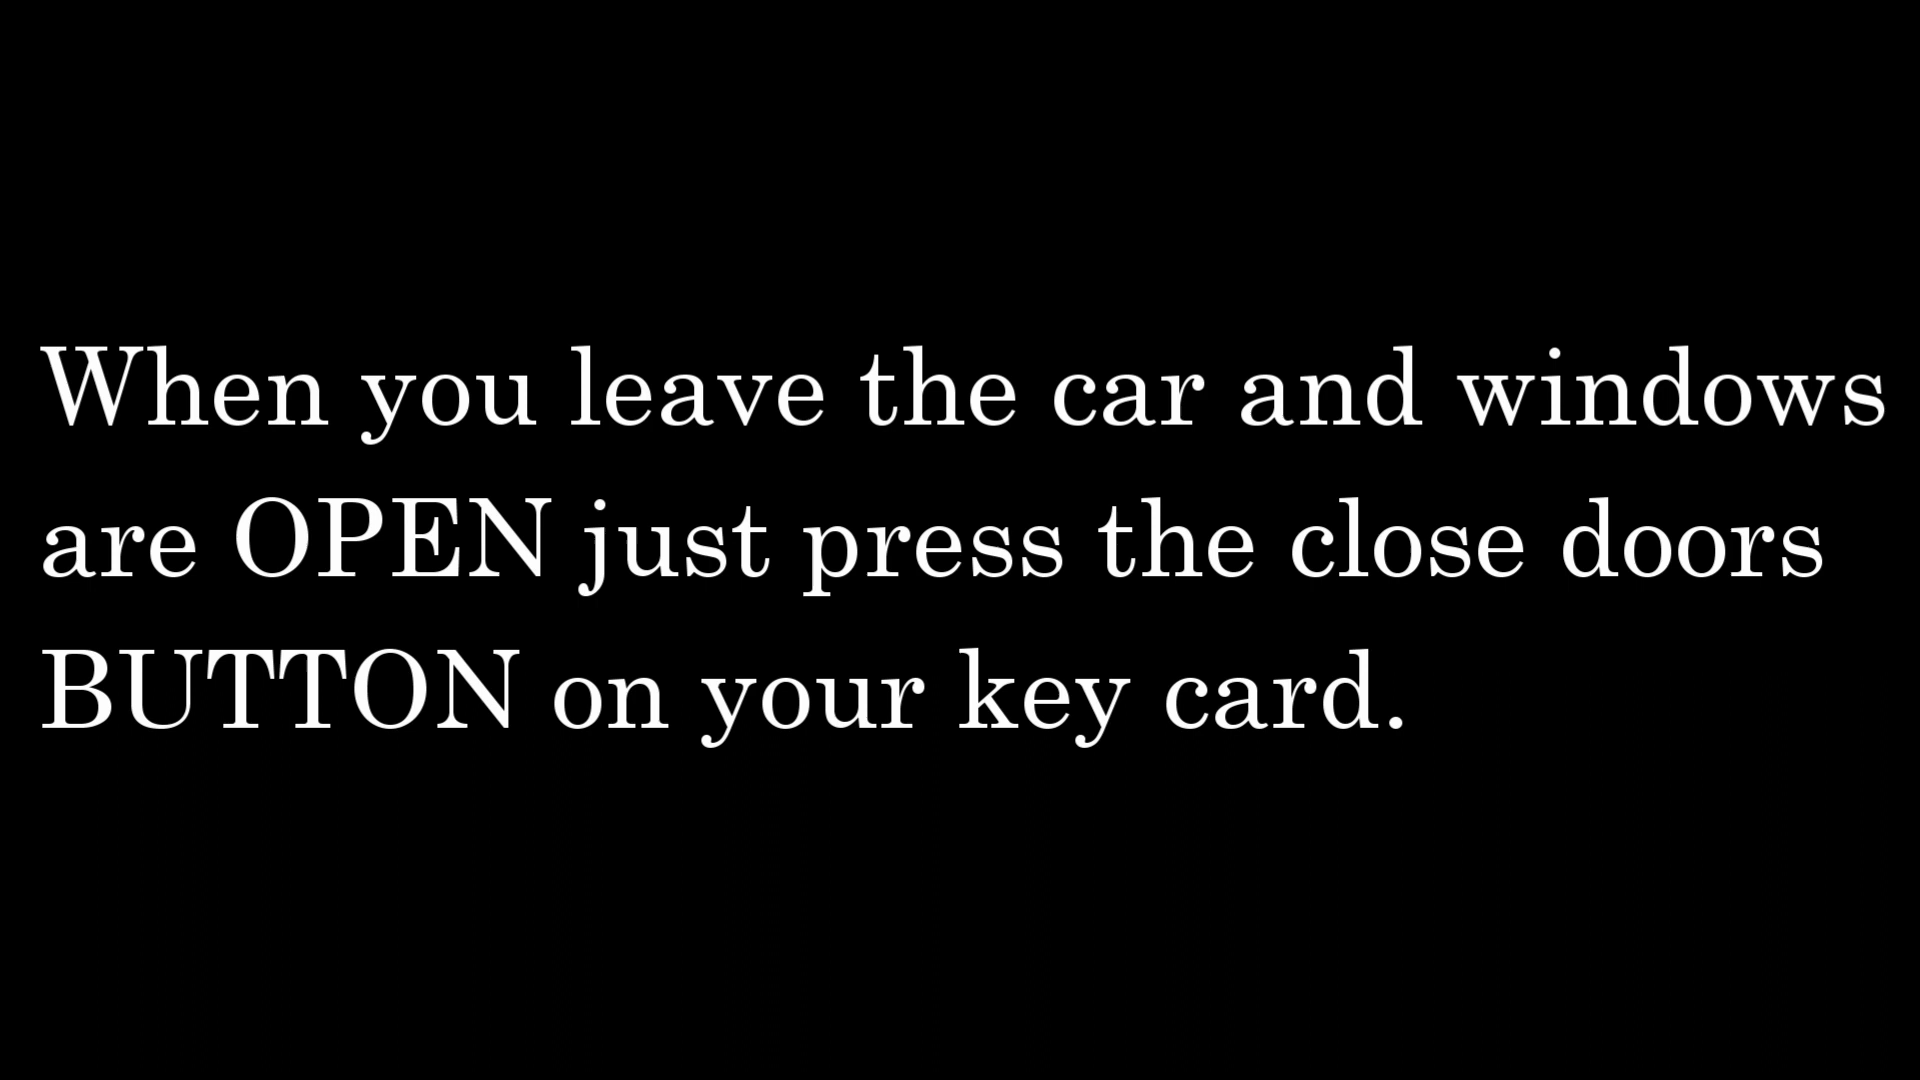 When you leave the car and windows
are OPEN just press the close doors
BUTTON on your key card.